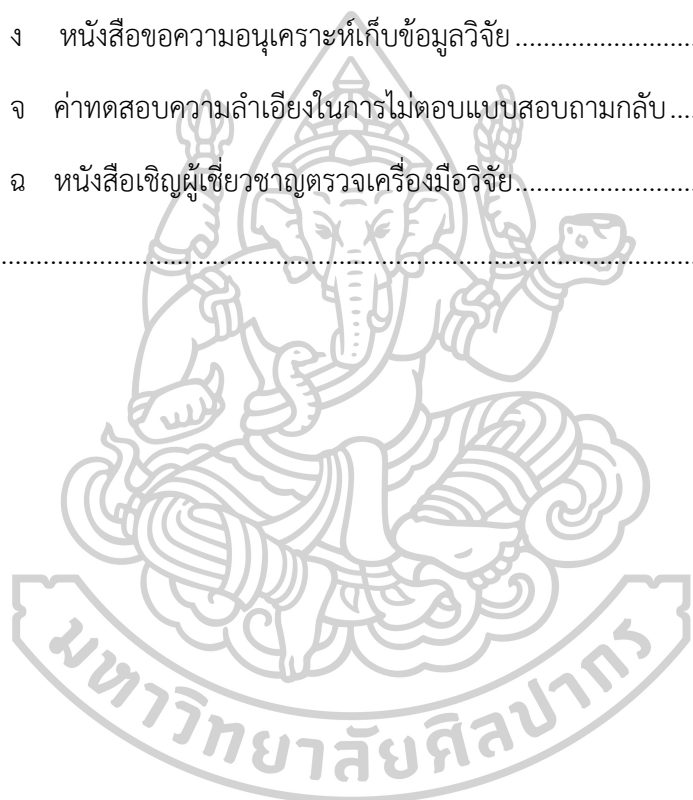 ง หนังสือขอความอนุเคราะห์เก็บข้อมูลวิจัย ........................
จ ค่าทดสอบความลำเอียงในการไม่ตอบแบบสอบถามกลับ ....
ฉ หนังสือเชิญผู้เชี่ยวชาญตรวจเครื่องมือวิจัย........................
....................................................................................................
มหาวิทยาลัยศิลปากร